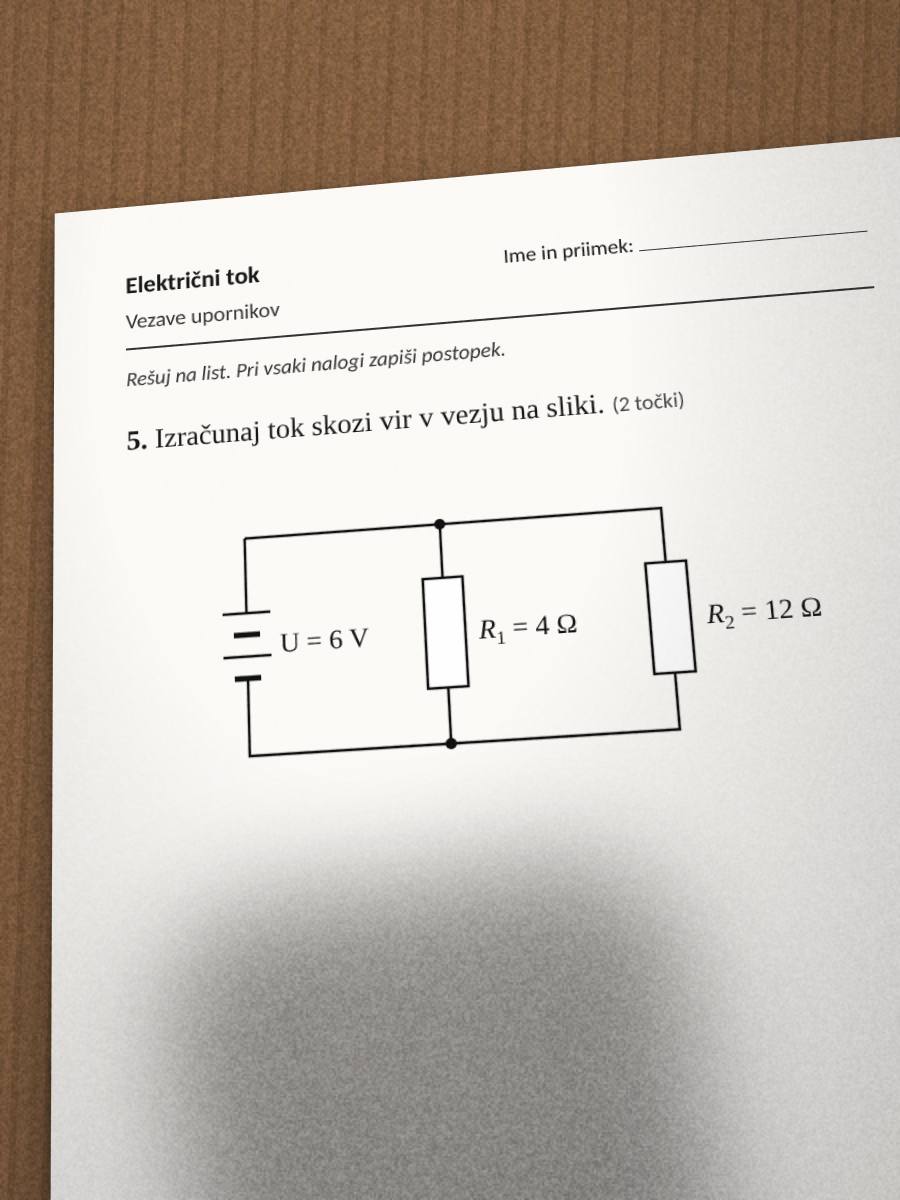 Električni tok
Ime in priimek:
Vezave upornikov
Rešuj na list. Pri vsaki nalogi zapiši postopek.
5. Izračunaj tok skozi vir v vezju na sliki. (2 točki)
U = 6 V
R₁ = 4 Ω
R₂ = 12 Ω